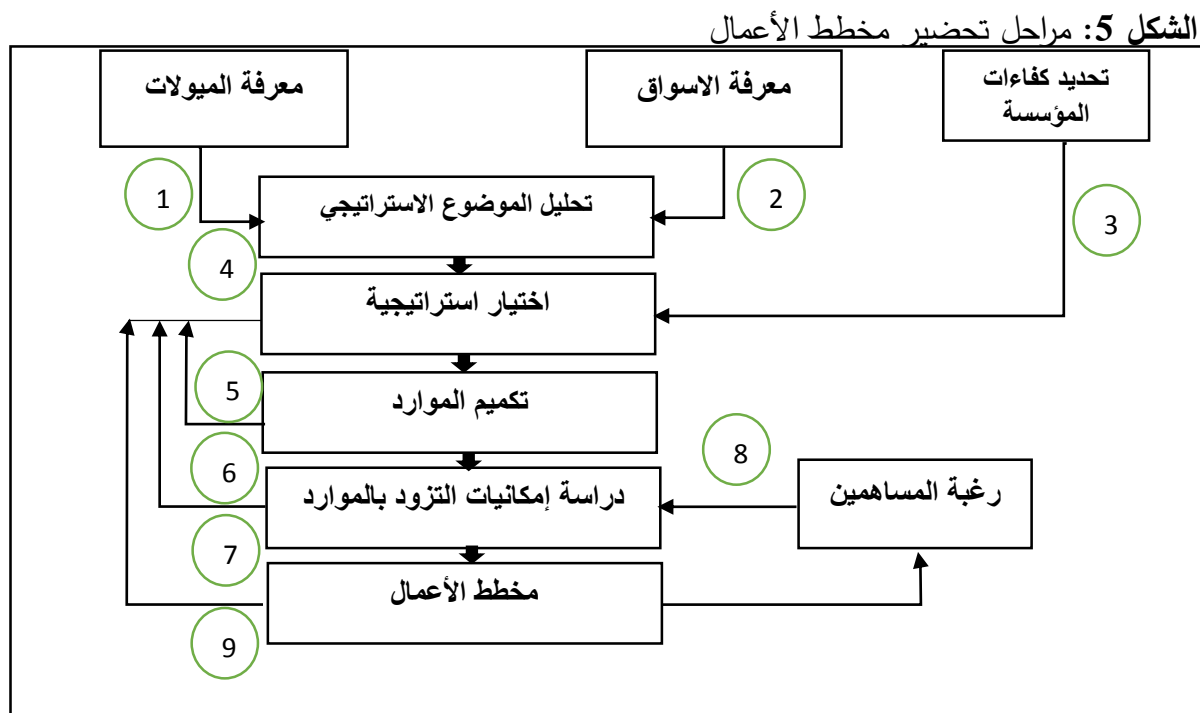 الشكل 5: مراحل تحضير مخطط الأعمال
تحديد كفاءات
المؤسسة
معرفة الاسواق
معرفة الميولات
1
2
3
تحليل الموضوع الاستراتيجي
4
اختيار استراتيجية
5
تكميم الموارد
6
8
دراسة إمكانيات التزود بالموارد
رغبة المساهمين
7
مخطط الأعمال
9